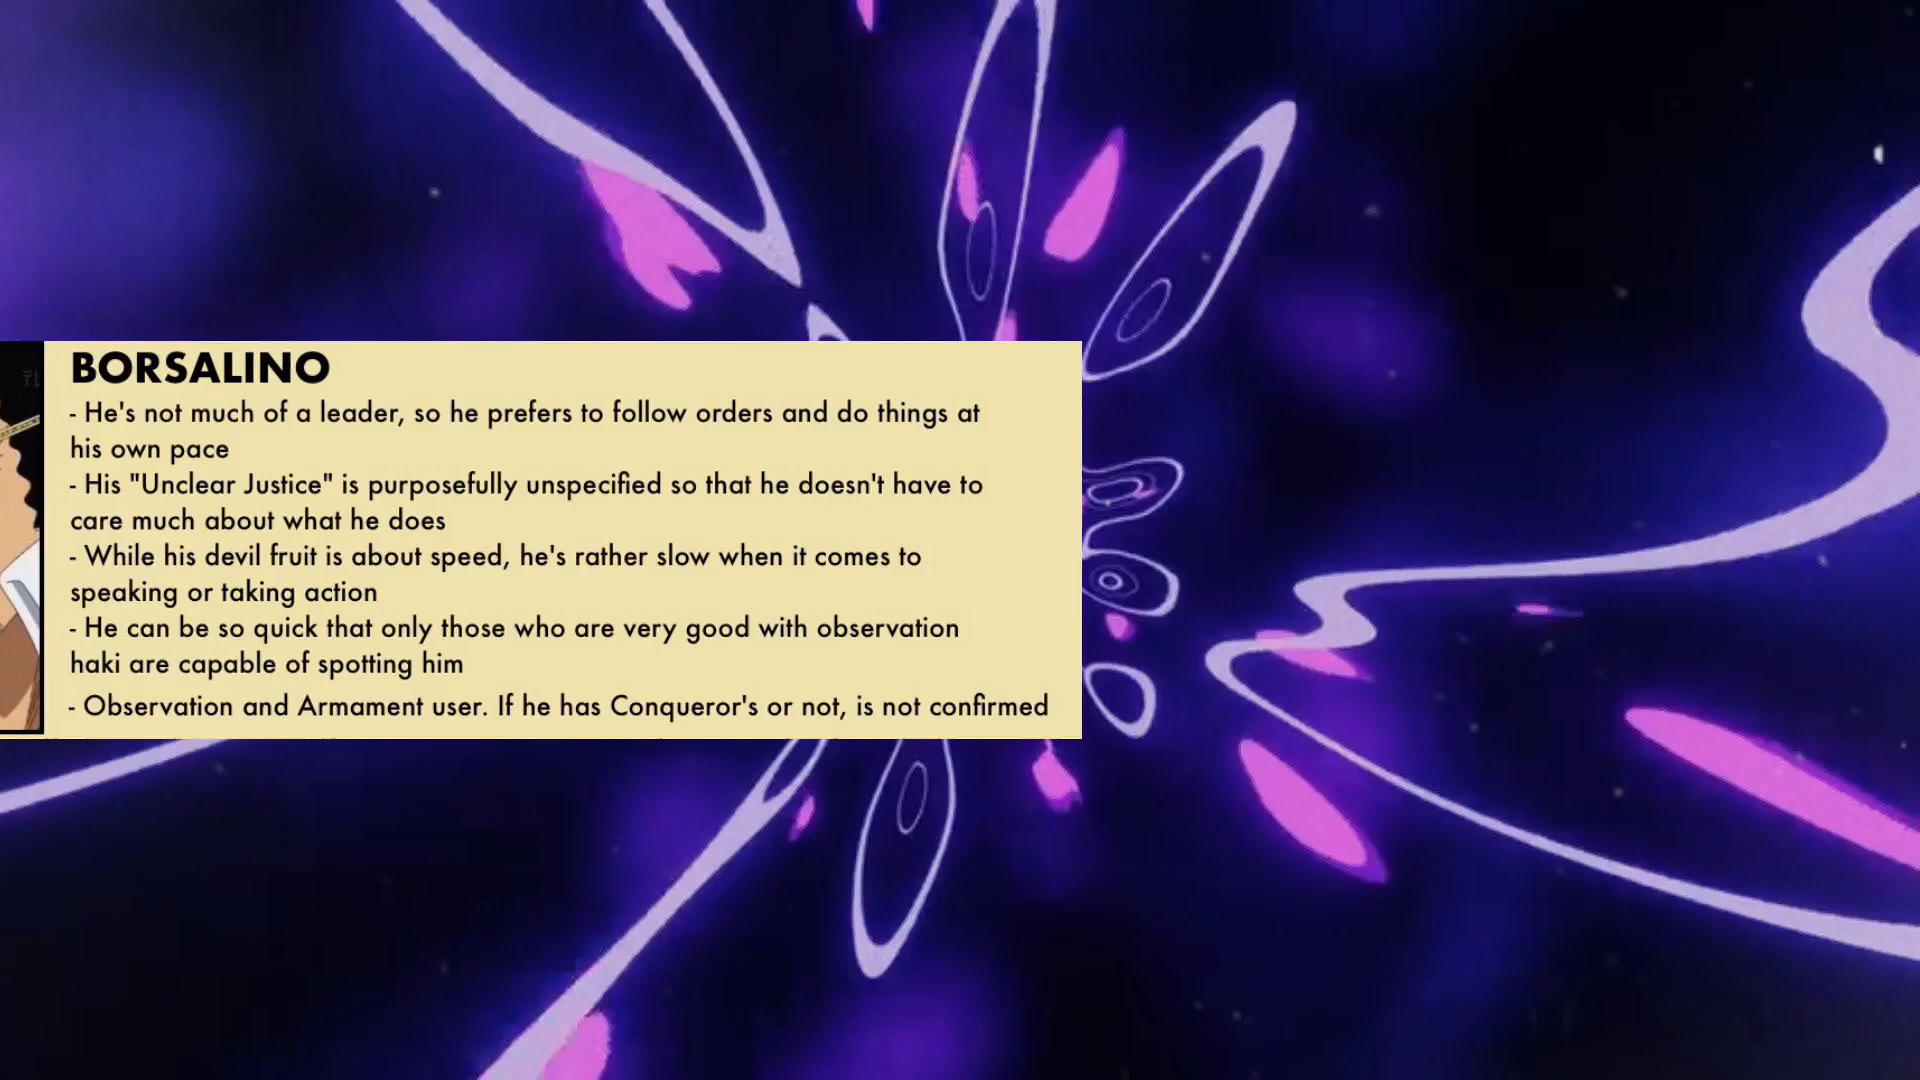 BORSALINO
- He's not much of a leader, so he prefers to follow orders and do things at
his own pace
- His "Unclear Justice" is purposefully unspecified so that he doesn't have to
care much about what he does
- While his devil fruit is about speed, he's rather slow when it comes to
speaking or taking action
- He can be so quick that only those who are very good with observation
haki are capable of spotting him
- Observation and Armament user. If he has Conqueror's or not, is not confirmed